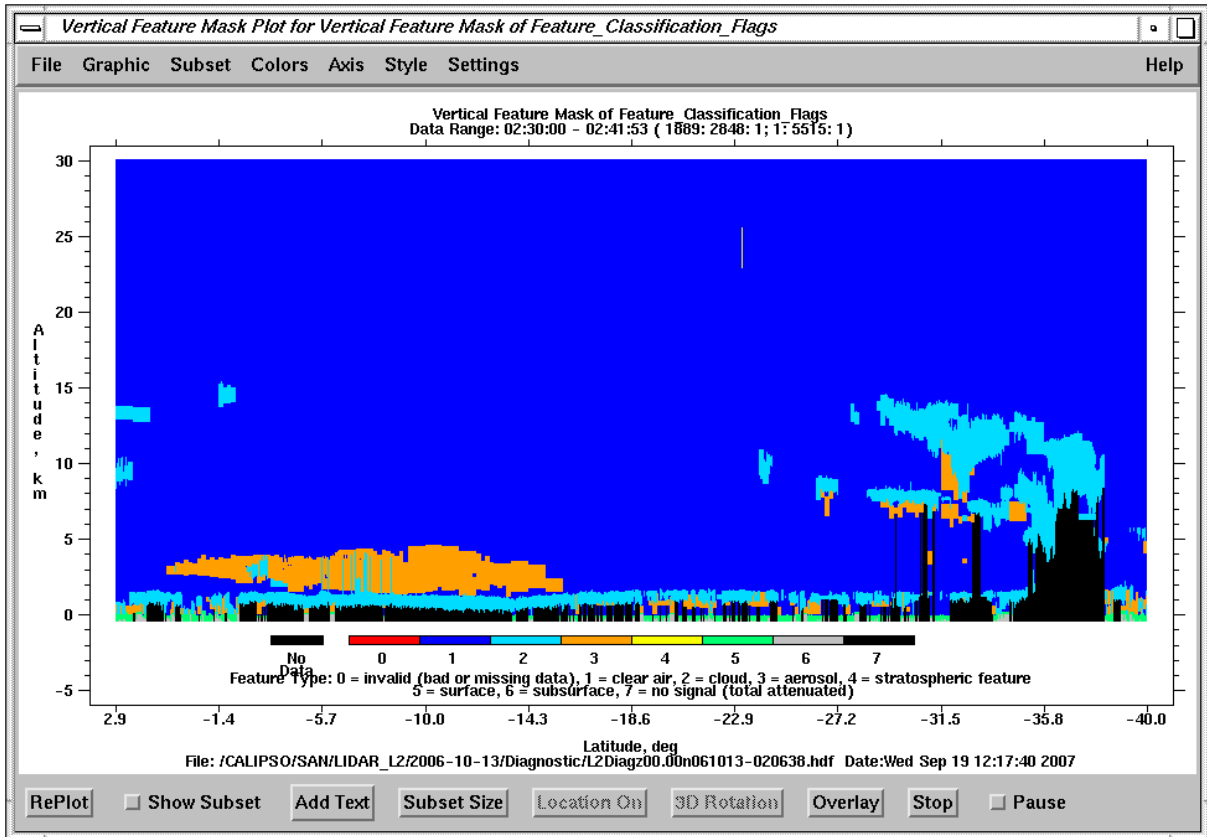 Vertical Feature Mask Plot for Vertical Feature Mask of Feature_Classification_Flags
File Graphic Subset Colors Axis Style Settings Help
Vertical Feature Mask of Feature_Classification_Flags
Data Range: 02:30:00 - 02:41:53 ( 1889: 2848: 1; 1: 5515: 1)
30
25
20
15
10
5
0
-5
Altitude, km
No Data 0 1 2 3 4 5 6 7
Feature Type: 0 = invalid (bad or missing data), 1 = clear air, 2 = cloud, 3 = aerosol, 4 = stratospheric feature
5 = surface, 6 = subsurface, 7 = no signal (total attenuated)
2.9 -1.4 -5.7 -10.0 -14.3 -18.6 -22.9 -27.2 -31.5 -35.8 -40.0
Latitude, deg
File: /CALIPSO/SAN/LIDAR_L2/2006-10-13/Diagnostic/L2Diagz00.00n061013-020638.hdf Date:Wed Sep 19 12:17:40 2007
RePlot Show Subset Add Text Subset Size Location On 3D Rotation Overlay Stop Pause